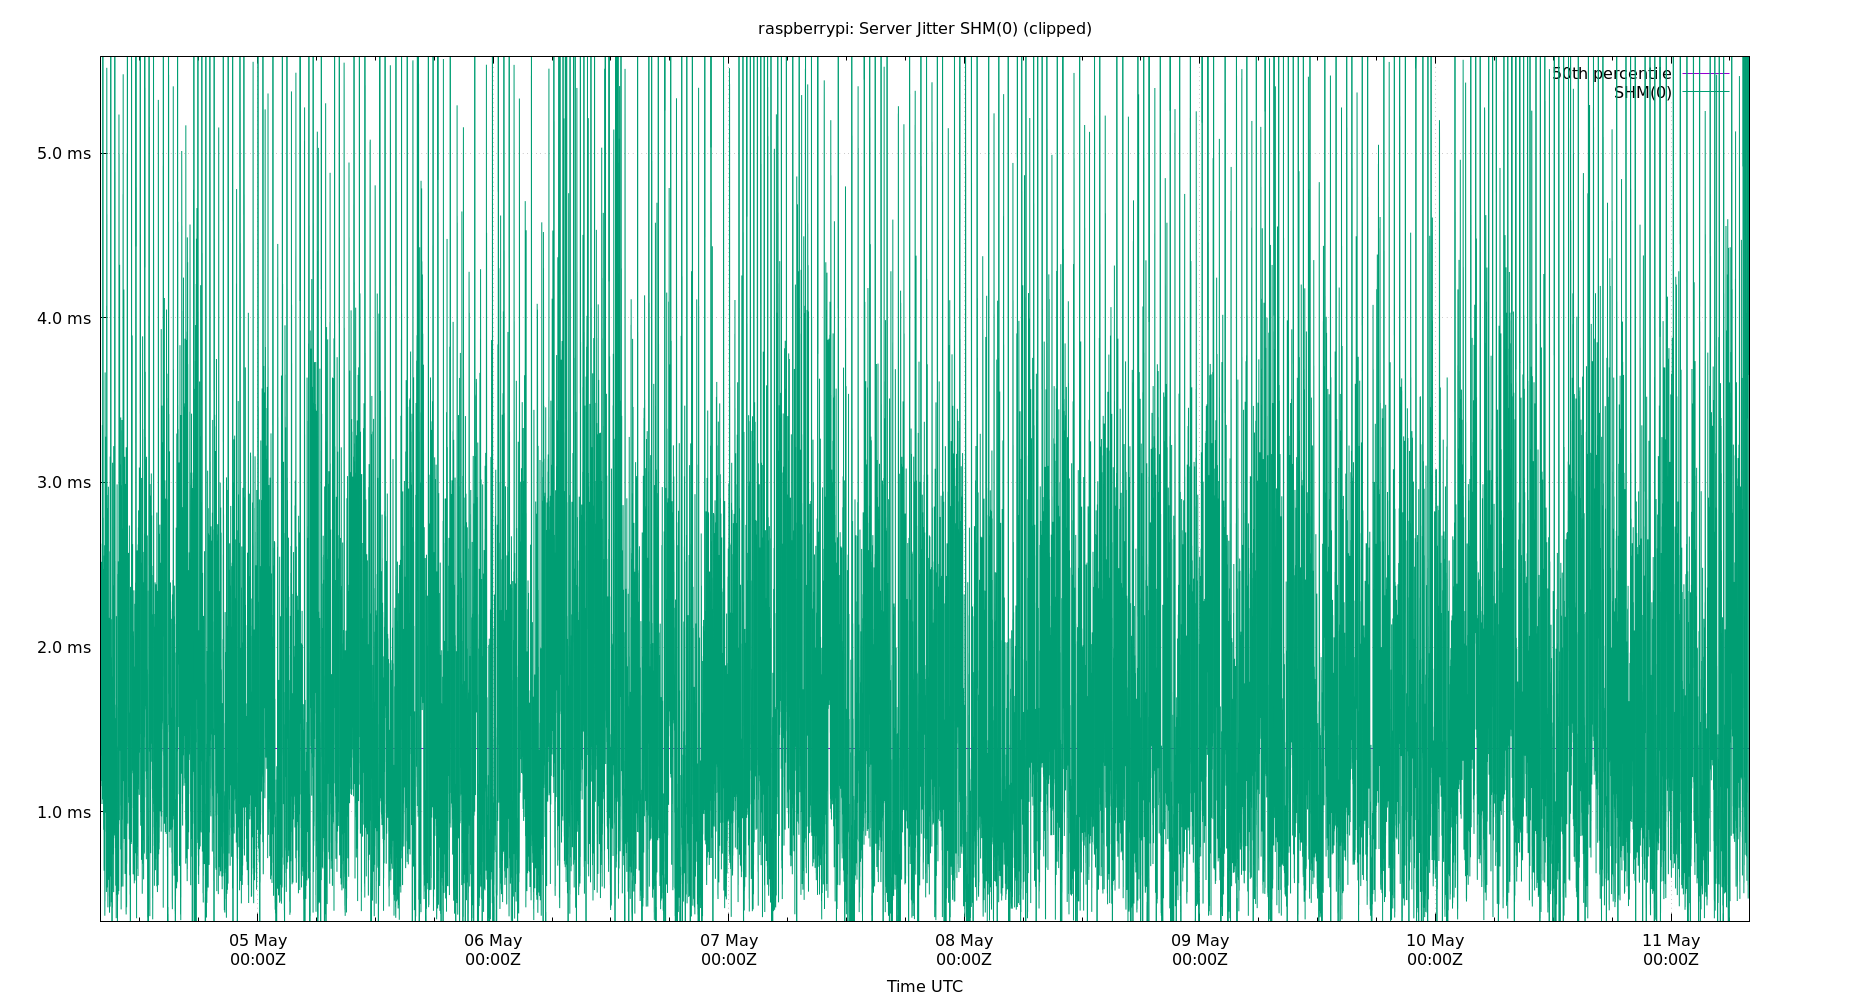 raspberrypi: Server Jitter SHM(0) (clipped)
50th percentile
SHM(0)
5.0 ms
4.0 ms
3.0 ms
2.0 ms
1.0 ms
05 May 06 May 07 May 08 May 09 May 10 May 11 May
00:00Z 00:00Z 00:00Z 00:00Z 00:00Z 00:00Z 00:00Z
Time UTC